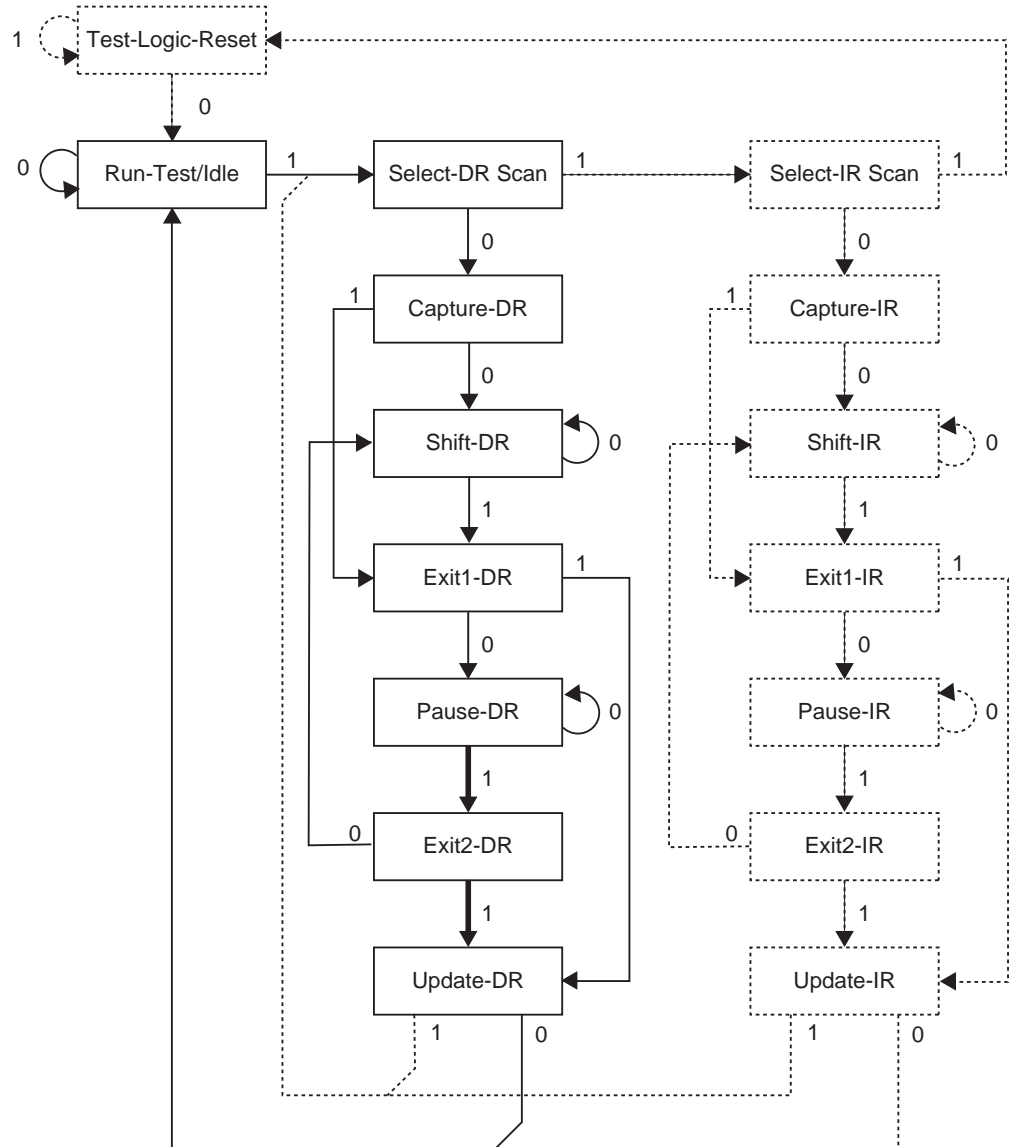 1
Test-Logic-Reset
0
0
Run-Test/Idle
1
Select-DR Scan
1
Select-IR Scan
1
0
0
1
Capture-DR
1
Capture-IR
0
0
Shift-DR
0
Shift-IR
0
1
1
Exit1-DR
1
Exit1-IR
1
0
0
Pause-DR
0
Pause-IR
0
1
1
0
Exit2-DR
0
Exit2-IR
1
1
Update-DR
Update-IR
1
0
1
0